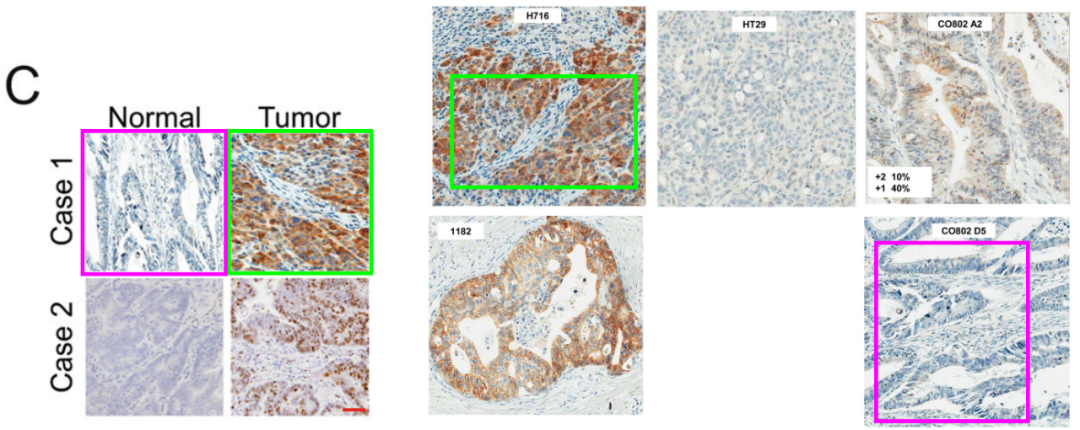 C
Normal
Tumor
Case 1
Case 2
H716
HT29
CO802 A2
+2 10%
+1 40%
1182
CO802 D5